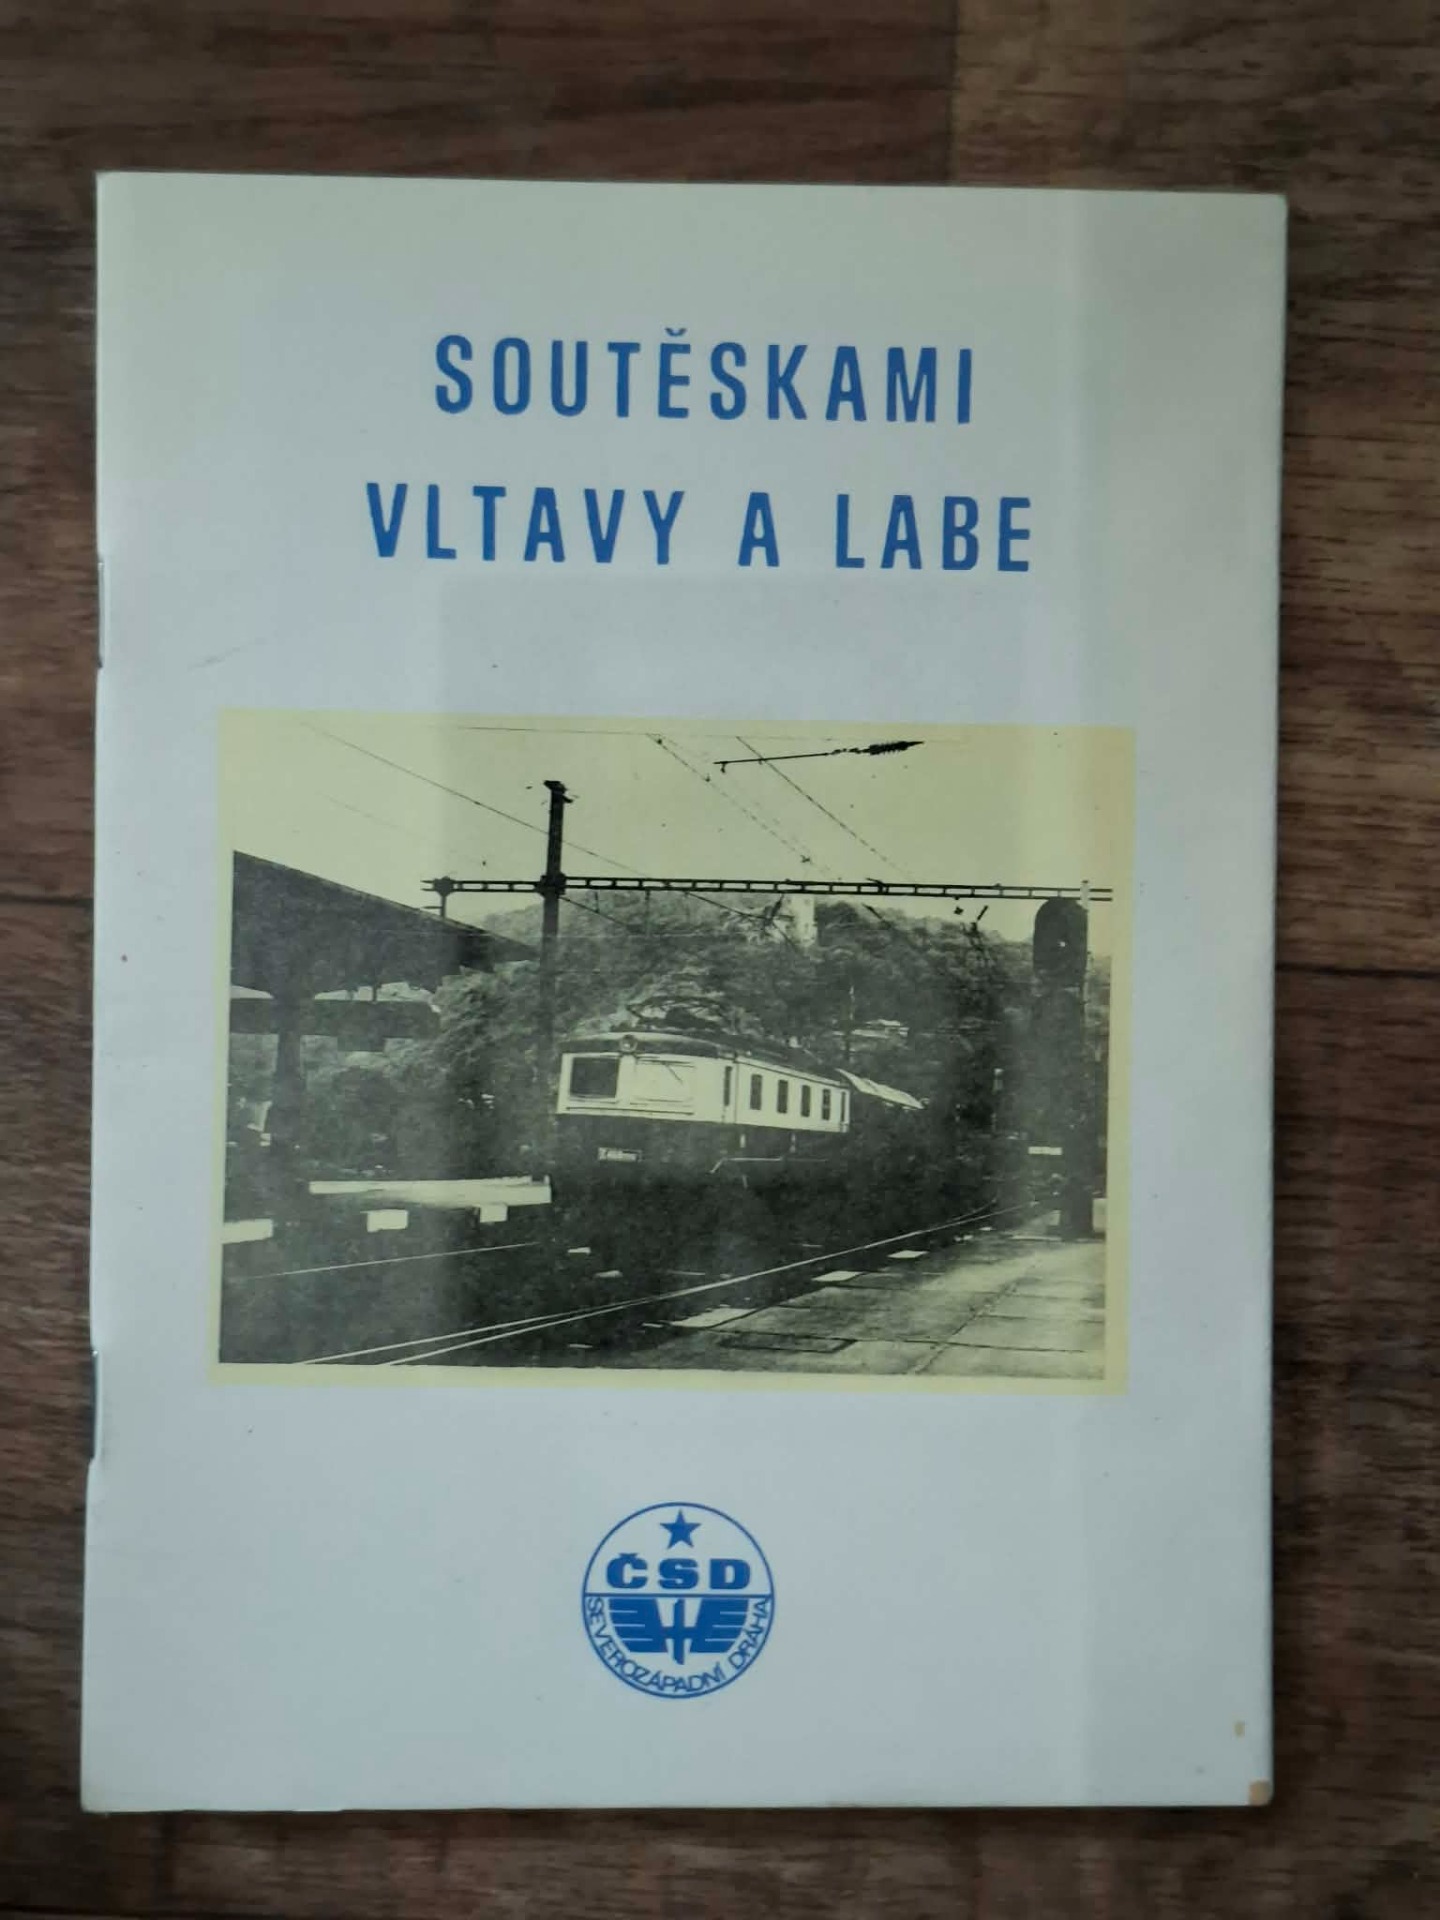 SOUTĚSKAMI
VLTAVY A LABE
ČSD
SEVEROZÁPADNÍ DRÁHA